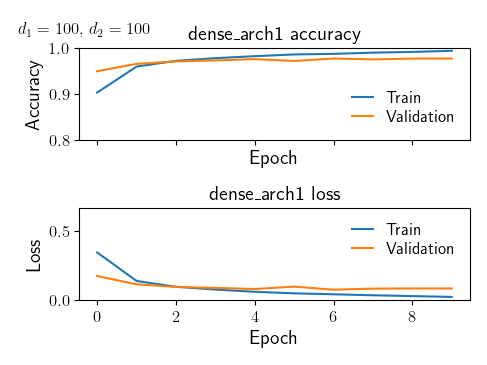 d₁ = 100, d₂ = 100
dense_arch1 accuracy
1.0
0.9
0.8
Accuracy
Train
Validation
Epoch
dense_arch1 loss
0.5
0.0
Loss
Train
Validation
0 2 4 6 8
Epoch